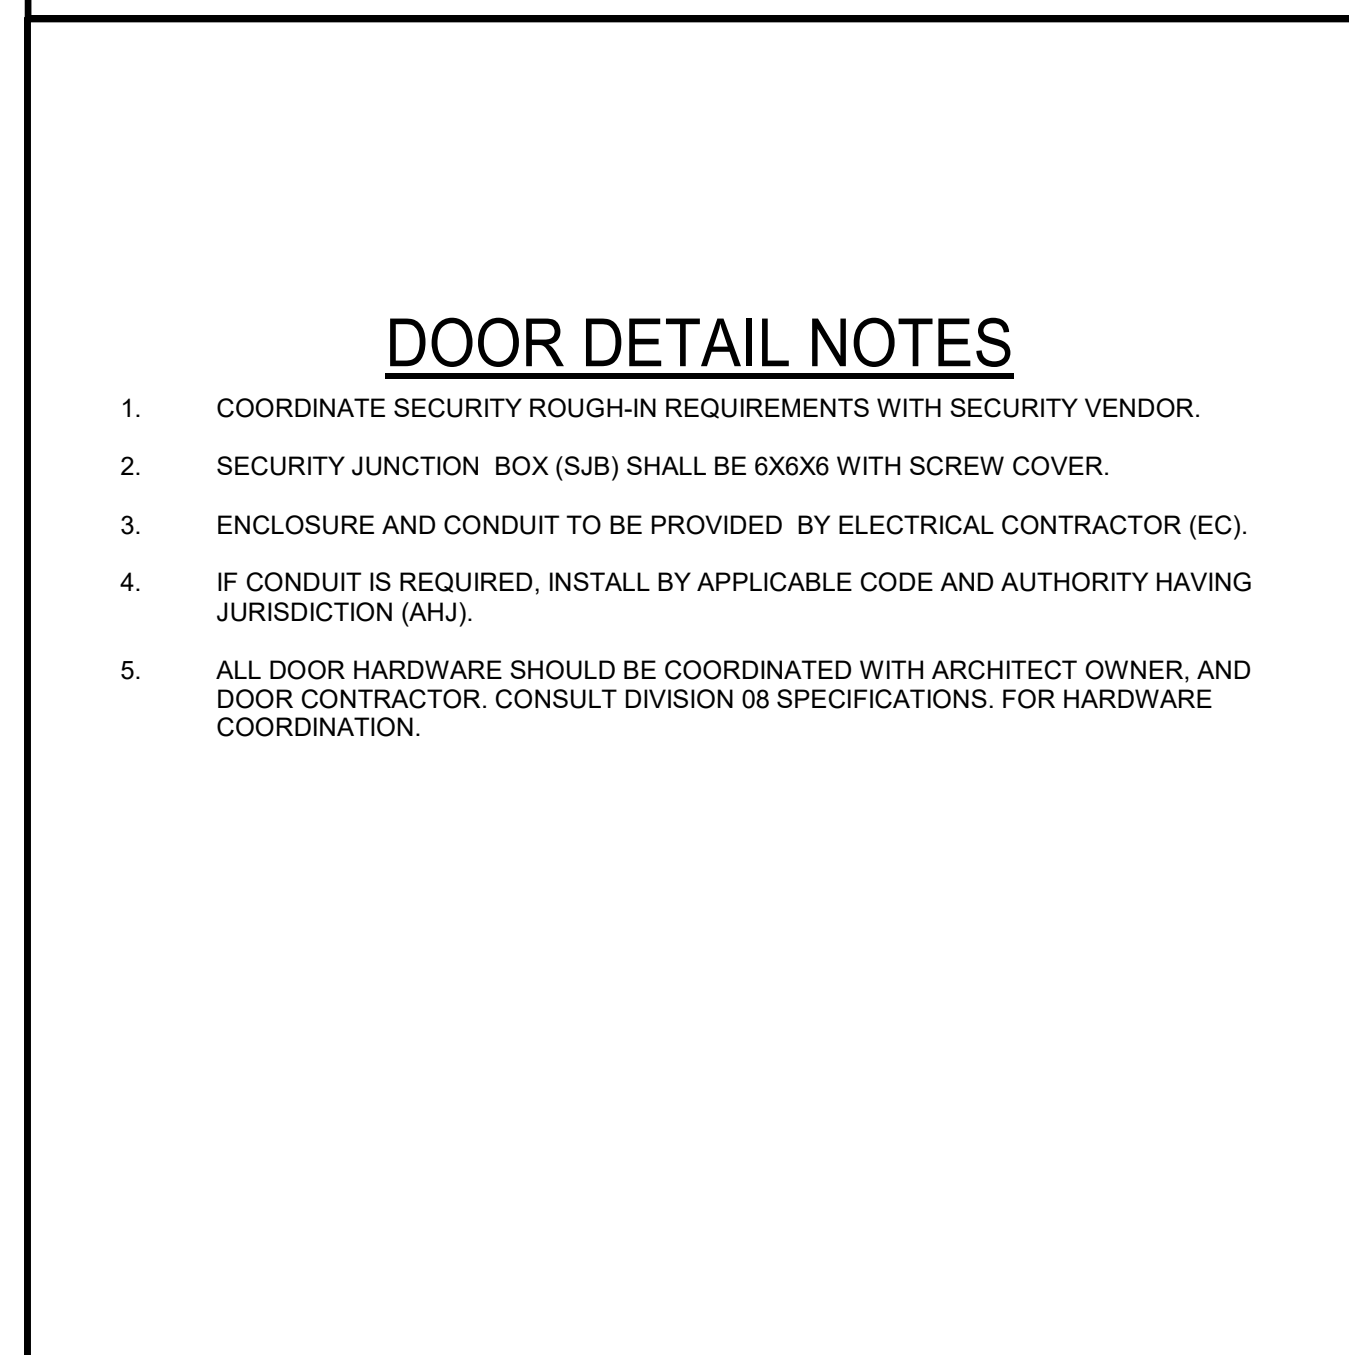 DOOR DETAIL NOTES
1. COORDINATE SECURITY ROUGH-IN REQUIREMENTS WITH SECURITY VENDOR.
2. SECURITY JUNCTION  BOX (SJB) SHALL BE 6X6X6 WITH SCREW COVER.
3. ENCLOSURE AND CONDUIT TO BE PROVIDED  BY ELECTRICAL CONTRACTOR (EC).
4. IF CONDUIT IS REQUIRED, INSTALL BY APPLICABLE CODE AND AUTHORITY HAVING
JURISDICTION (AHJ).
5. ALL DOOR HARDWARE SHOULD BE COORDINATED WITH ARCHITECT OWNER, AND
DOOR CONTRACTOR. CONSULT DIVISION 08 SPECIFICATIONS. FOR HARDWARE
COORDINATION.